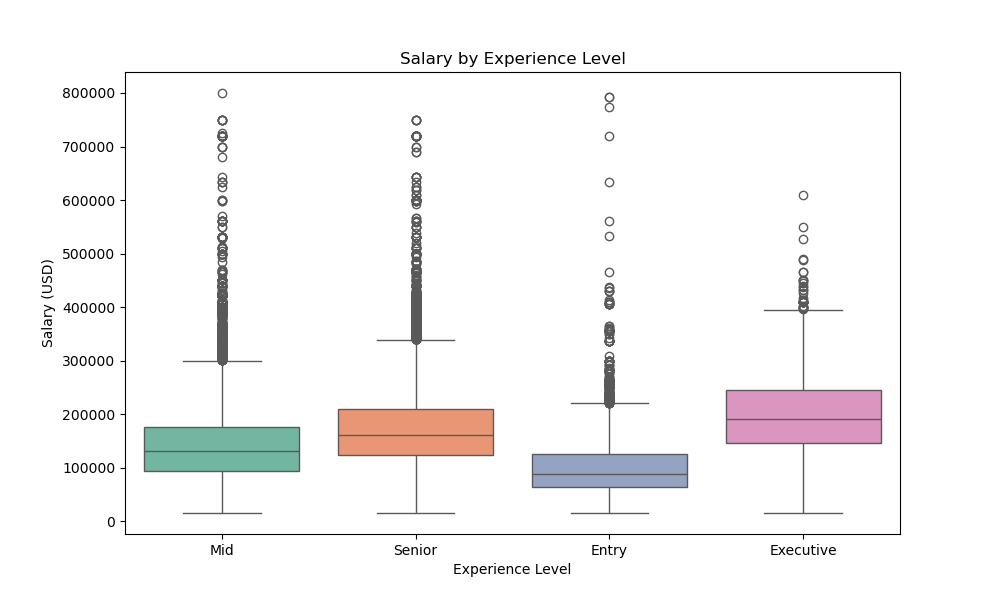 Salary by Experience Level
Salary (USD)
800000
700000
600000
500000
400000
300000
200000
100000
0
Mid
Senior
Entry
Executive
Experience Level